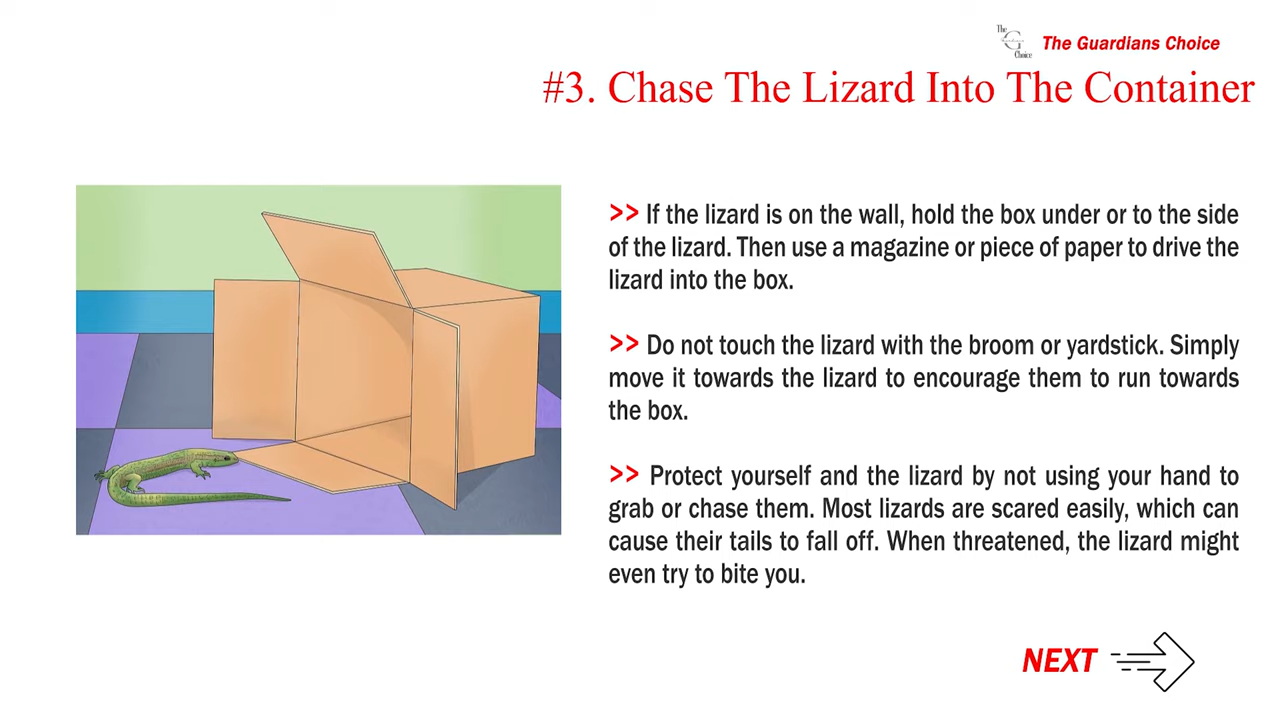 The
G
Choice
The Guardians Choice
#3. Chase The Lizard Into The Container
>> If the lizard is on the wall, hold the box under or to the side
of the lizard. Then use a magazine or piece of paper to drive the
lizard into the box.
>> Do not touch the lizard with the broom or yardstick. Simply
move it towards the lizard to encourage them to run towards
the box.
>> Protect yourself and the lizard by not using your hand to
grab or chase them. Most lizards are scared easily, which can
cause their tails to fall off. When threatened, the lizard might
even try to bite you.
NEXT